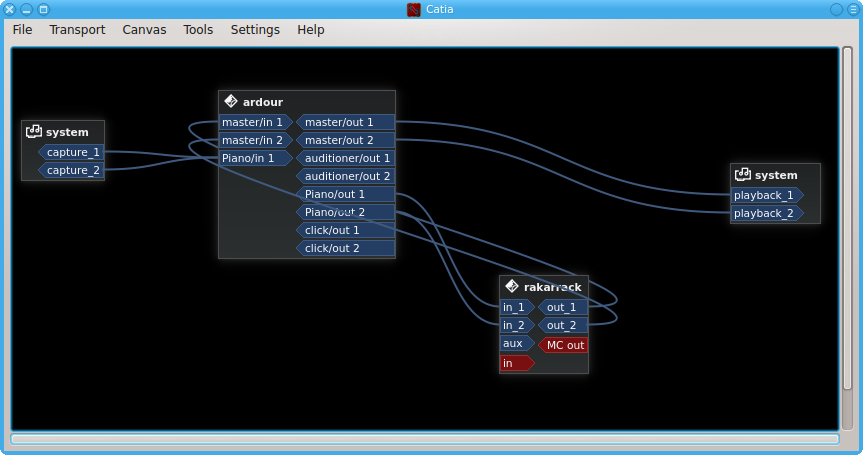 Catia
File Transport Canvas Tools Settings Help
system
capture_1
capture_2
ardour
master/in 1 master/out 1
master/in 2 master/out 2
Piano/in 1 auditioner/out 1
auditioner/out 2
Piano/out 1
Piano/out 2
click/out 1
click/out 2
system
playback_1
playback_2
rakarrack
in_1 out_1
in_2 out_2
aux MC out
in